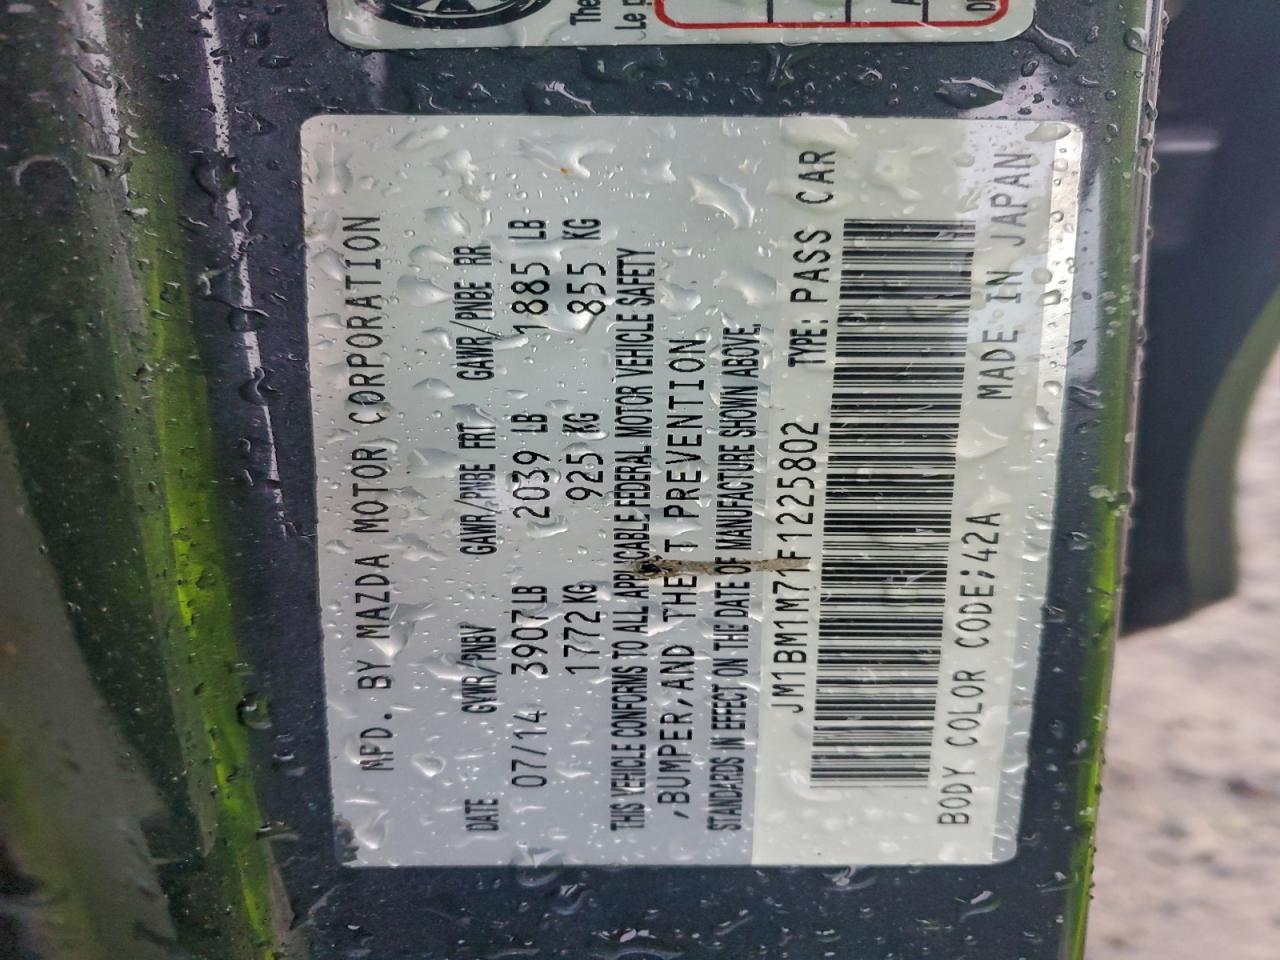 The
Le p
A
MFD. BY MAZDA MOTOR CORPORATION
DATE GVWR/PNBV GAWR/PNBE FRT GAWR/PNBE RR
07/14 3907 LB 2039 LB 1885 LB
1772 KG 925 KG 855 KG
THIS VEHICLE CONFORMS TO ALL APPLICABLE FEDERAL MOTOR VEHICLE SAFETY
,BUMPER,AND THEFT PREVENTION
STANDARDS IN EFFECT ON THE DATE OF MANUFACTURE SHOWN ABOVE.
JM1BM1M71F1225802 TYPE: PASS CAR
BODY COLOR CODE;42A MADE IN JAPAN